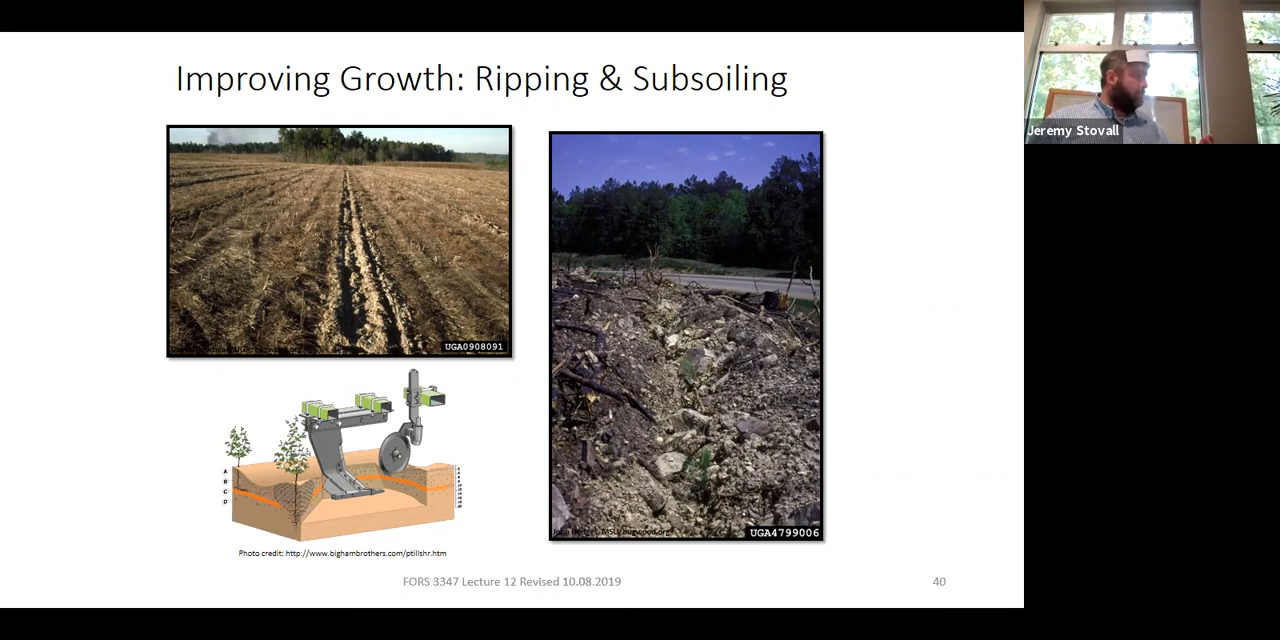 Improving Growth: Ripping & Subsoiling
Jeremy Stovall
UGA0908091
A
B
C
D
UGA4799006
Photo credit: http://www.bighambrothers.com/ptillshr.htm
FORS 3347 Lecture 12 Revised 10.08.2019
40